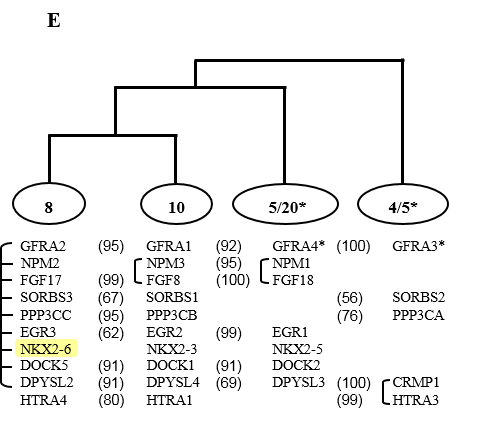 E
8 10 5/20* 4/5*
GFRA2 (95) GFRA1 (92) GFRA4* (100) GFRA3*
NPM2 NPM3 (95) NPM1
FGF17 (99) FGF8 (100) FGF18
SORBS3 (67) SORBS1 (56) SORBS2
PPP3CC (95) PPP3CB (76) PPP3CA
EGR3 (62) EGR2 (99) EGR1
NKX2-6 NKX2-3 NKX2-5
DOCK5 (91) DOCK1 (91) DOCK2
DPYSL2 (91) DPYSL4 (69) DPYSL3 (100) CRMP1
HTRA4 (80) HTRA1 (99) HTRA3